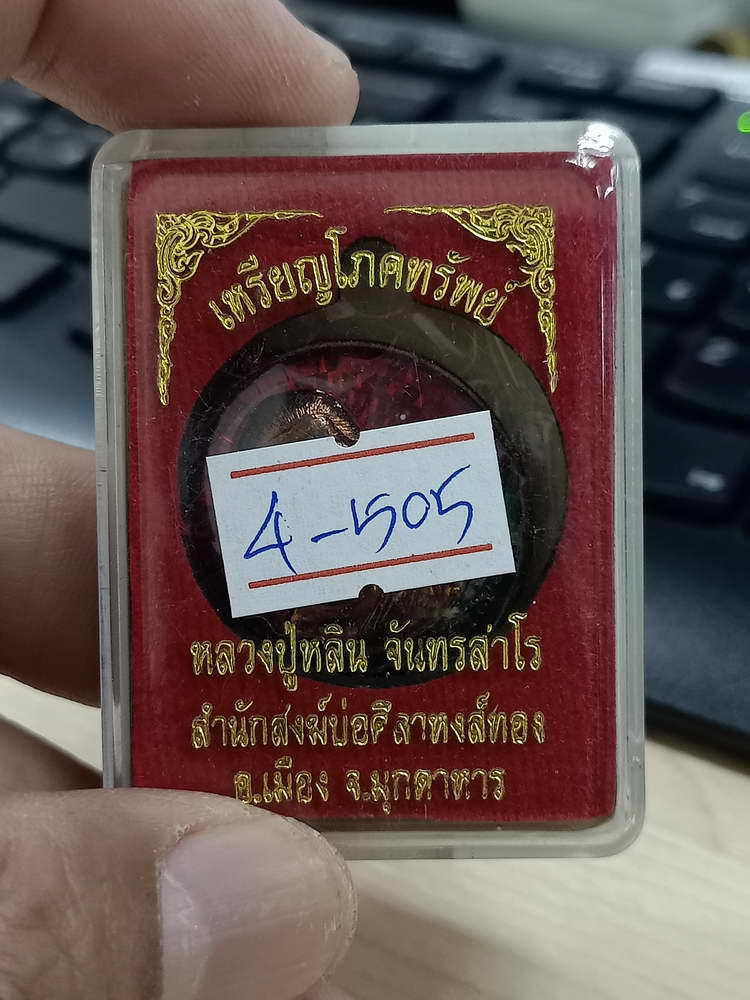 เหรียญโภคทรัพย์
4-505
หลวงปู่หลิน จันทรสาโร
สำนักสงฆ์บ่อศิลาหงส์ทอง
อ.เมือง จ.มุกดาหาร